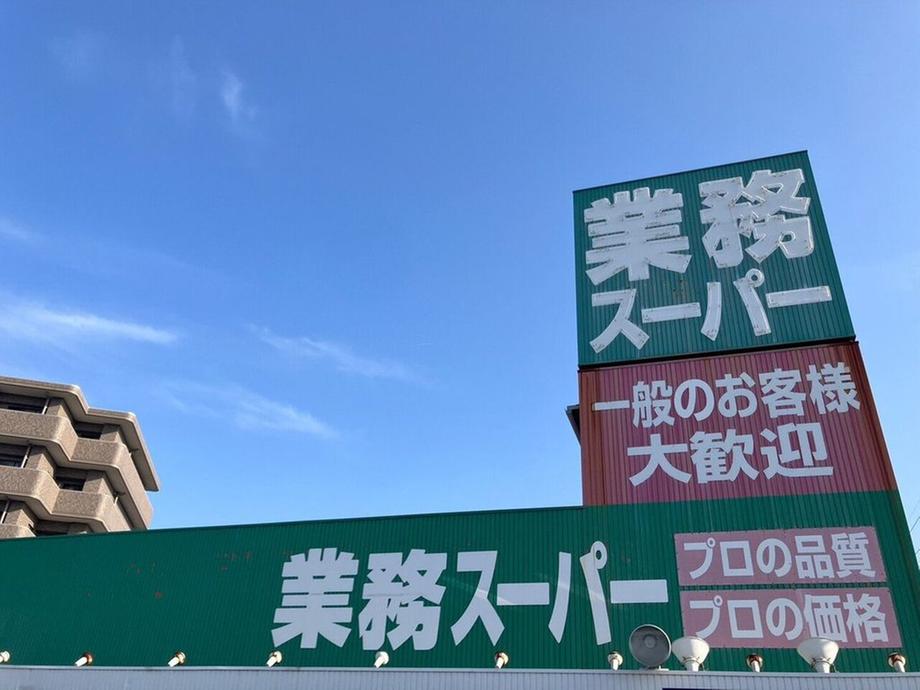 業務
スーパー
一般のお客様
大歓迎
業務スーパー
プロの品質
プロの価格